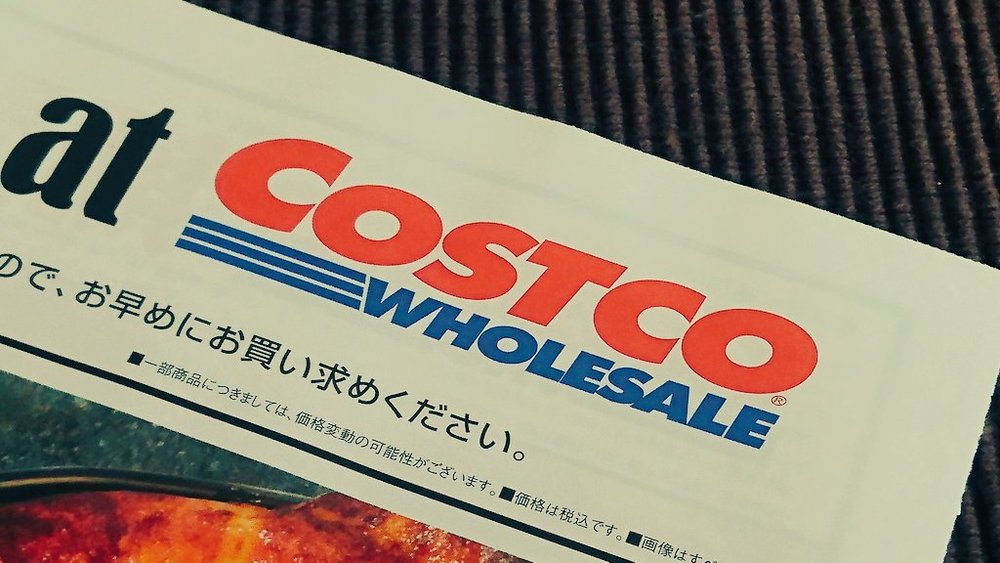 at COSTCO
WHOLESALE
ので、お早めにお買い求めください。
■一部商品につきましては、価格変動の可能性がございます。■価格は税込です。■画像はすべ